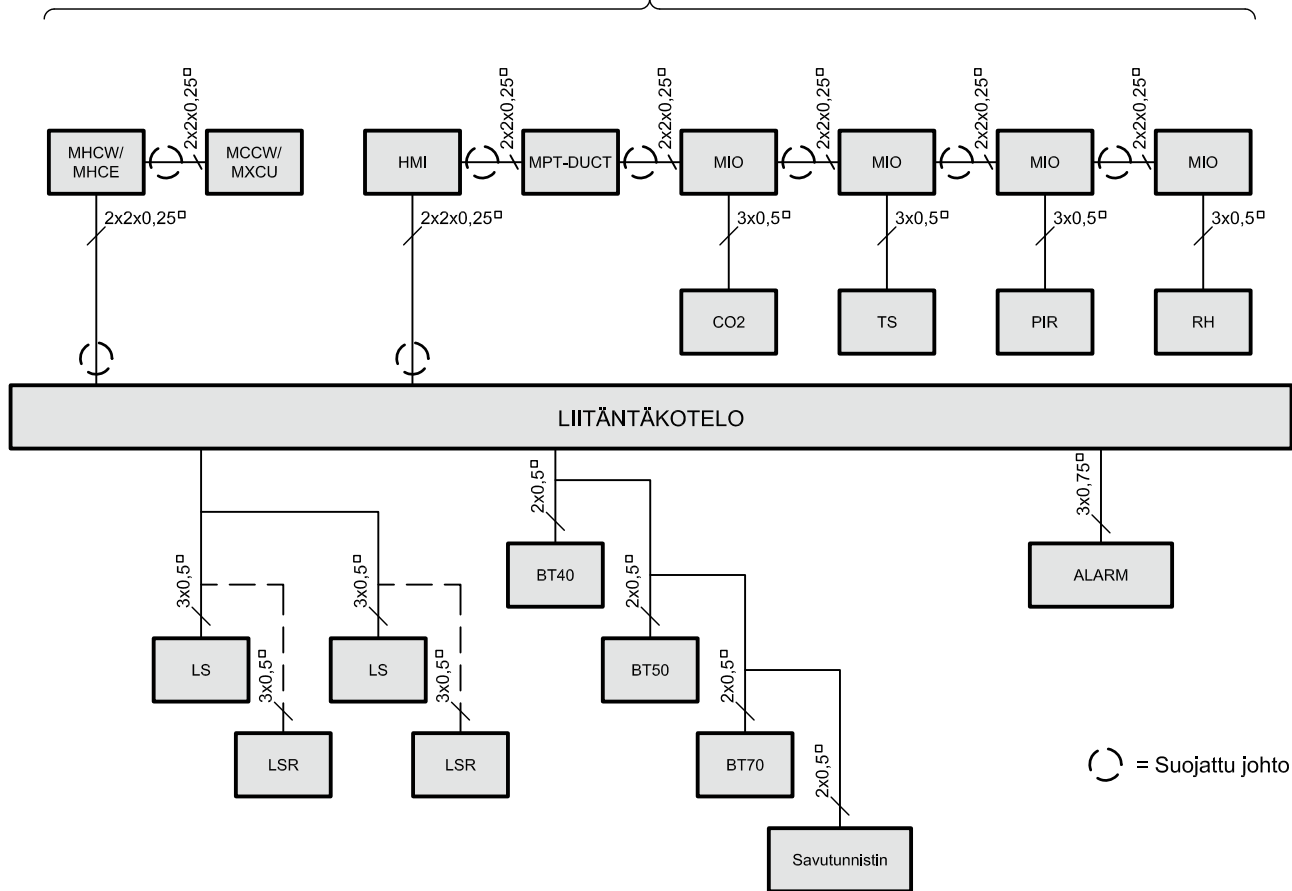 2x2x0,25□
2x2x0,25□
2x2x0,25□
2x2x0,25□
2x2x0,25□
2x2x0,25□
MHCW/
MHCE
MCCW/
MXCU
HMI
MPT-DUCT
MIO
MIO
MIO
MIO
2x2x0,25□
2x2x0,25□
3x0,5□
3x0,5□
3x0,5□
3x0,5□
CO2
TS
PIR
RH
LIITÄNTÄKOTELO
2x0,5□
3x0,75□
3x0,5□
3x0,5□
BT40
ALARM
2x0,5□
3x0,5□
3x0,5□
LS
LS
BT50
2x0,5□
LSR
LSR
BT70
2x0,5□
= Suojattu johto
Savutunnistin